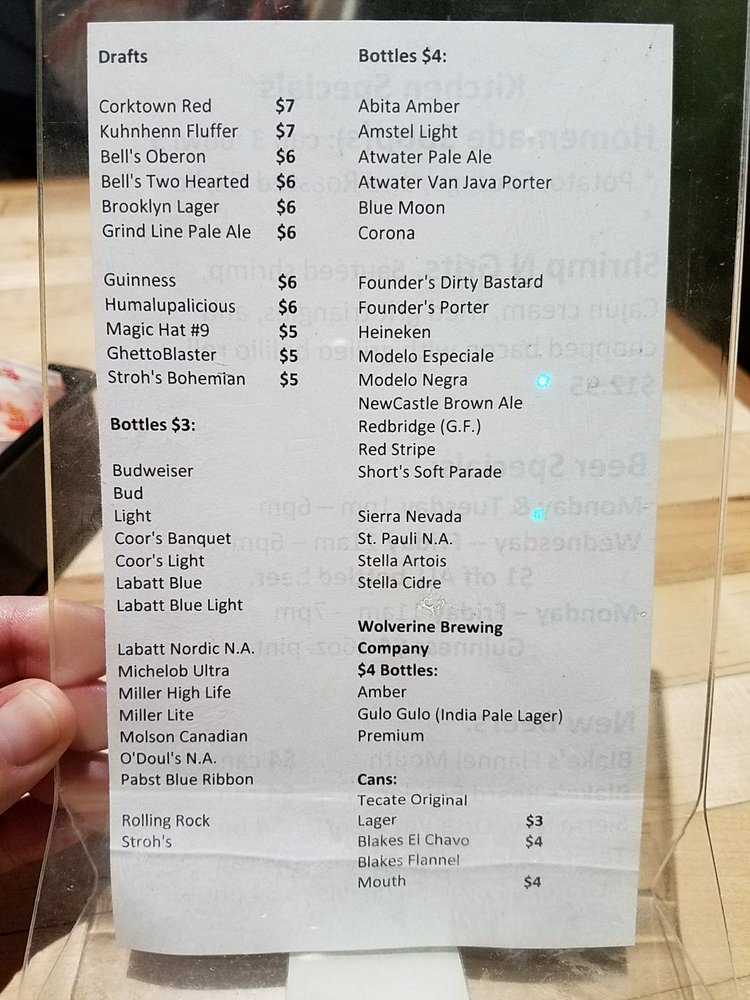 Drafts
Corktown Red $7
Kuhnhenn Fluffer $7
Bell's Oberon $6
Bell's Two Hearted $6
Brooklyn Lager $6
Grind Line Pale Ale $6
Guinness $6
Humalupalicious $6
Magic Hat #9 $5
GhettoBlaster $5
Stroh's Bohemian $5
Bottles $3:
Budweiser
Bud
Light
Coor's Banquet
Coor's Light
Labatt Blue
Labatt Blue Light
Labatt Nordic N.A.
Michelob Ultra
Miller High Life
Miller Lite
Molson Canadian
O'Doul's N.A.
Pabst Blue Ribbon
Rolling Rock
Stroh's
Bottles $4:
Abita Amber
Amstel Light
Atwater Pale Ale
Atwater Van Java Porter
Blue Moon
Corona
Founder's Dirty Bastard
Founder's Porter
Heineken
Modelo Especiale
Modelo Negra
NewCastle Brown Ale
Redbridge (G.F.)
Red Stripe
Short's Soft Parade
Sierra Nevada
St. Pauli N.A.
Stella Artois
Stella Cidre
Wolverine Brewing
Company
$4 Bottles:
Amber
Gulo Gulo (India Pale Lager)
Premium
Cans:
Tecate Original
Lager $3
Blakes El Chavo $4
Blakes Flannel
Mouth $4